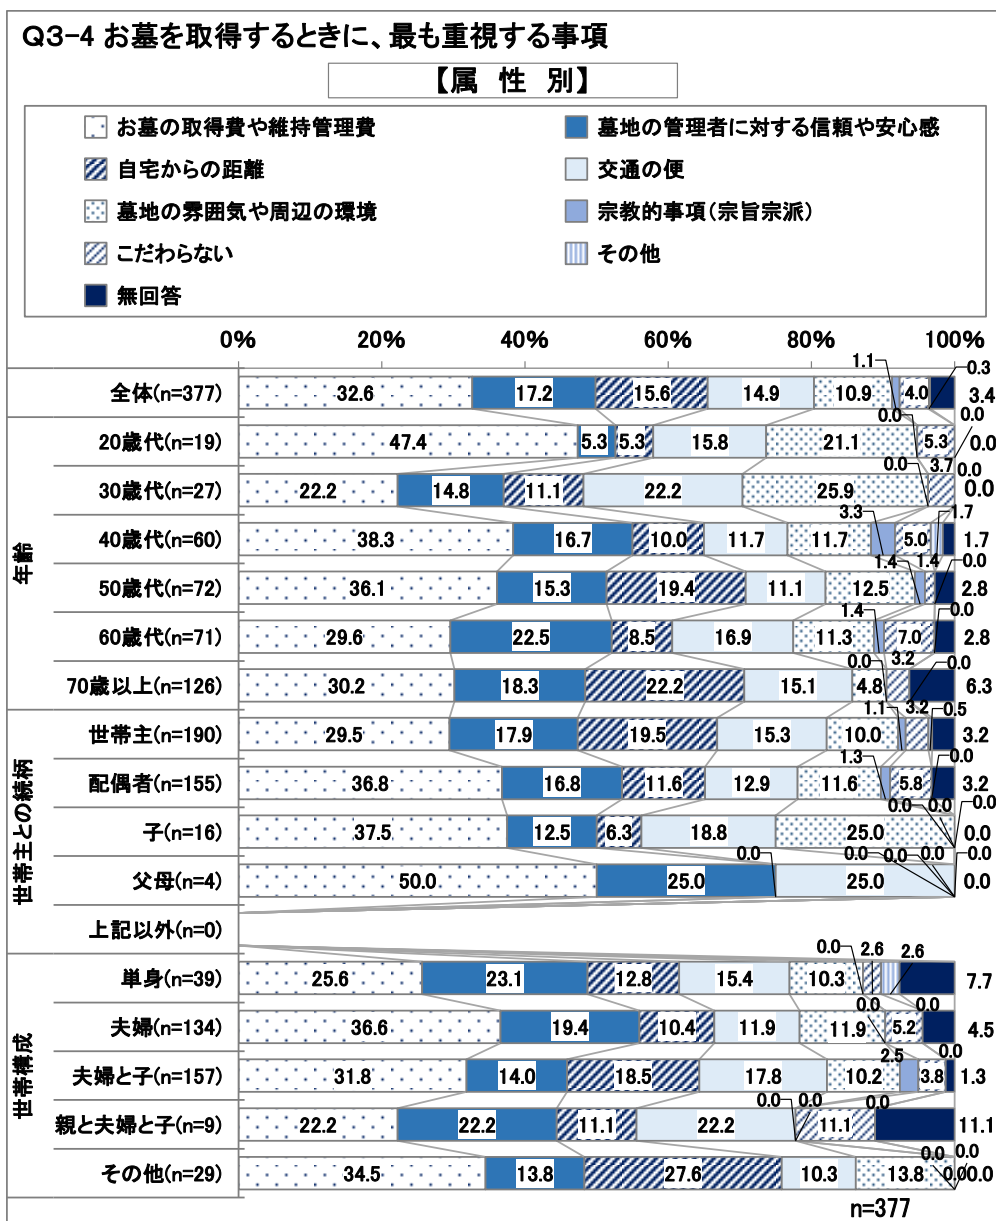 Q3-4 お墓を取得するときに、最も重視する事項
【属 性 別】
お墓の取得費や維持管理費 墓地の管理者に対する信頼や安心感
自宅からの距離 交通の便
墓地の雰囲気や周辺の環境 宗教的事項(宗旨宗派)
こだわらない その他
無回答
0% 20% 40% 60% 80% 100%
全体(n=377) 32.6 17.2 15.6 14.9 10.9 1.1 4.0 0.3 3.4
年齢
20歳代(n=19) 47.4 5.3 5.3 15.8 21.1 0.0 5.3 0.0 0.0
30歳代(n=27) 22.2 14.8 11.1 22.2 25.9 0.0 3.7 0.0 0.0
40歳代(n=60) 38.3 16.7 10.0 11.7 11.7 3.3 5.0 1.7 1.7
50歳代(n=72) 36.1 15.3 19.4 11.1 12.5 1.4 1.4 0.0 2.8
60歳代(n=71) 29.6 22.5 8.5 16.9 11.3 1.4 7.0 0.0 2.8
70歳以上(n=126) 30.2 18.3 22.2 15.1 4.8 0.0 3.2 0.0 6.3
世帯主との続柄
世帯主(n=190) 29.5 17.9 19.5 15.3 10.0 1.1 3.2 0.5 3.2
配偶者(n=155) 36.8 16.8 11.6 12.9 11.6 1.3 5.8 0.0 3.2
子(n=16) 37.5 12.5 6.3 18.8 25.0 0.0 0.0 0.0 0.0
父母(n=4) 50.0 25.0 0.0 25.0 0.0 0.0 0.0 0.0 0.0
上記以外(n=0)
世帯構成
単身(n=39) 25.6 23.1 12.8 15.4 10.3 0.0 2.6 2.6 7.7
夫婦(n=134) 36.6 19.4 10.4 11.9 11.9 0.0 5.2 0.0 4.5
夫婦と子(n=157) 31.8 14.0 18.5 17.8 10.2 2.5 3.8 0.0 1.3
親と夫婦と子(n=9) 22.2 22.2 11.1 22.2 0.0 0.0 11.1 0.0 11.1
その他(n=29) 34.5 13.8 27.6 10.3 13.8 0.0 0.0 0.0 0.0
n=377